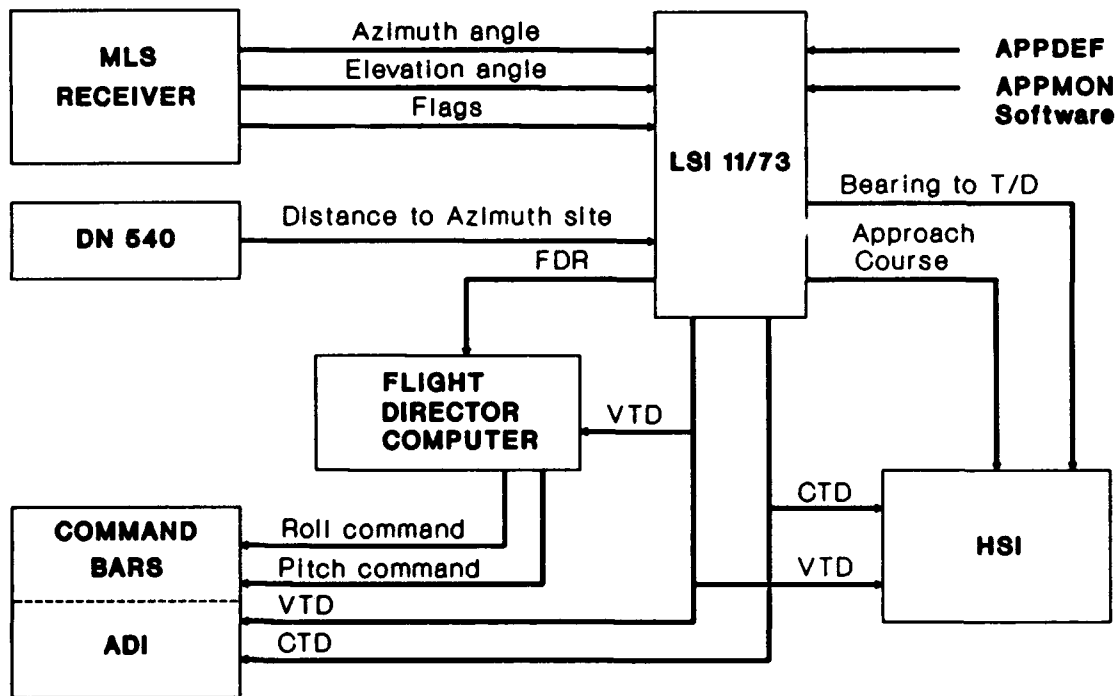 MLS
RECEIVER
Azimuth angle
Elevation angle
Flags
LSI 11/73
APPDEF
APPMON
Software
Bearing to T/D
Approach
Course
DN 540
Distance to Azimuth site
FDR
FLIGHT
DIRECTOR
COMPUTER
VTD
CTD
VTD
HSI
COMMAND
BARS
Roll command
Pitch command
VTD
CTD
ADI